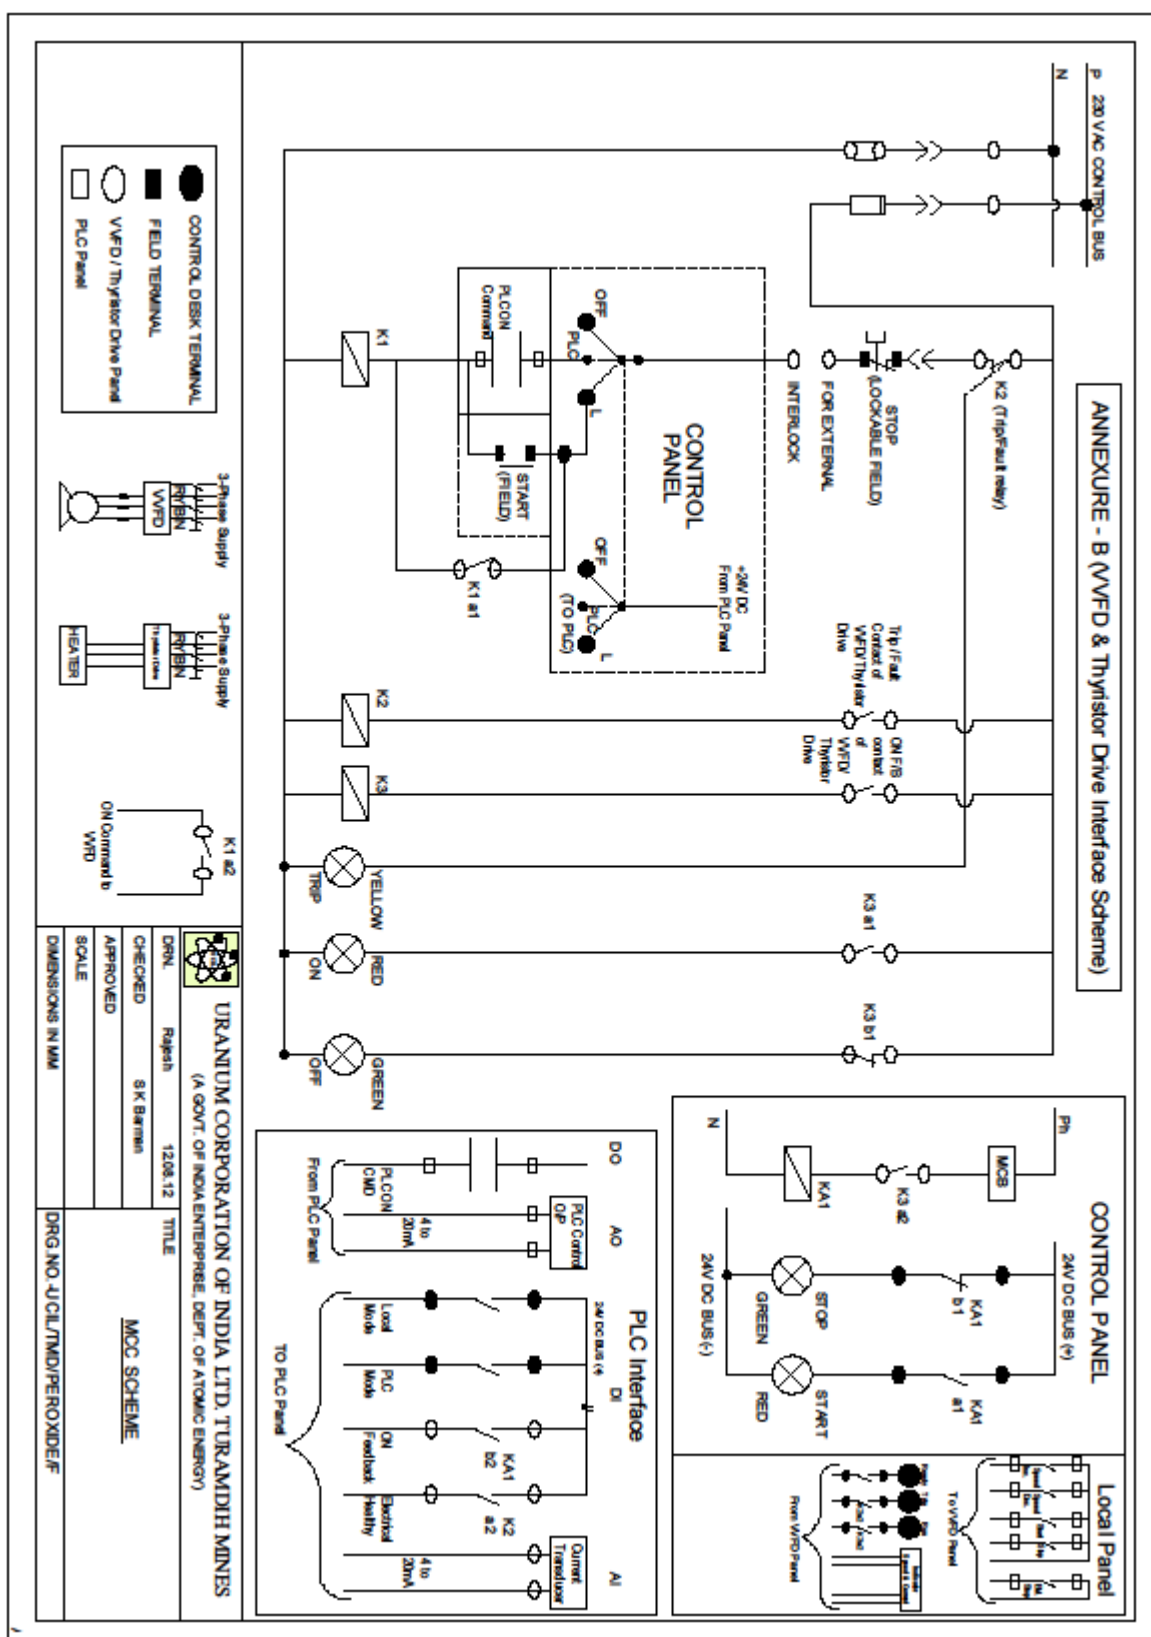 ANNEXURE - B (VVFD & Thyristor Drive Interface Scheme)
P 230 V AC CONTROL BUS
N
K2 (Trip/Fault relay)
STOP
(LOCKABLE FIELD)
FOR EXTERNAL
INTERLOCK
CONTROL
PANEL
+24V DC
From PLC Panel
OFF
PLC
L
OFF
PLC
(TO PLC)
L
PLC ON
Command
START
(FIELD)
K1 a1
K1
Trip / Fault
Contact of
VVFD/Thyristor
Drive
ON F/B
contact
of
VVFD/
Thyristor
Drive
K2
K3
K3 a1
K3 b1
YELLOW
TRIP
RED
ON
GREEN
OFF
CONTROL PANEL
Ph
MCB
K3 a2
KA1
N
24V DC BUS (+)
KA1
b1
KA1
a1
STOP
GREEN
START
RED
24V DC BUS (-)
Local Panel
To VVFD Panel
From VVFD Panel
PLC Interface
DO
AO
DI
AI
24V DC BUS (+)
PLC Control
O/P
Current
Transducer
KA1
b2
K2
a2
PLC ON
CMD
4 to
20mA
From PLC Panel
Local
Mode
PLC
Mode
ON
Feedback
Electrical
Healthy
4 to
20mA
TO PLC Panel
CONTROL DESK TERMINAL
FIELD TERMINAL
VVFD / Thyristor Drive Panel
PLC Panel
3-Phase Supply
R/Y/B/N
VVFD
3-Phase Supply
R/Y/B/N
HEATER
K1 a2
ON Command to
VVFD
URANIUM CORPORATION OF INDIA LTD. TURAMDIH MINES
(A GOVT. OF INDIA ENTERPRISE, DEPT. OF ATOMIC ENERGY)
DRN. Rajesh 12.06.12
CHECKED S K Barman
APPROVED
SCALE
DIMENSIONS IN MM
TITLE
MCC SCHEME
DRG.NO.-UCIL/TMD/PEROXIDE/F